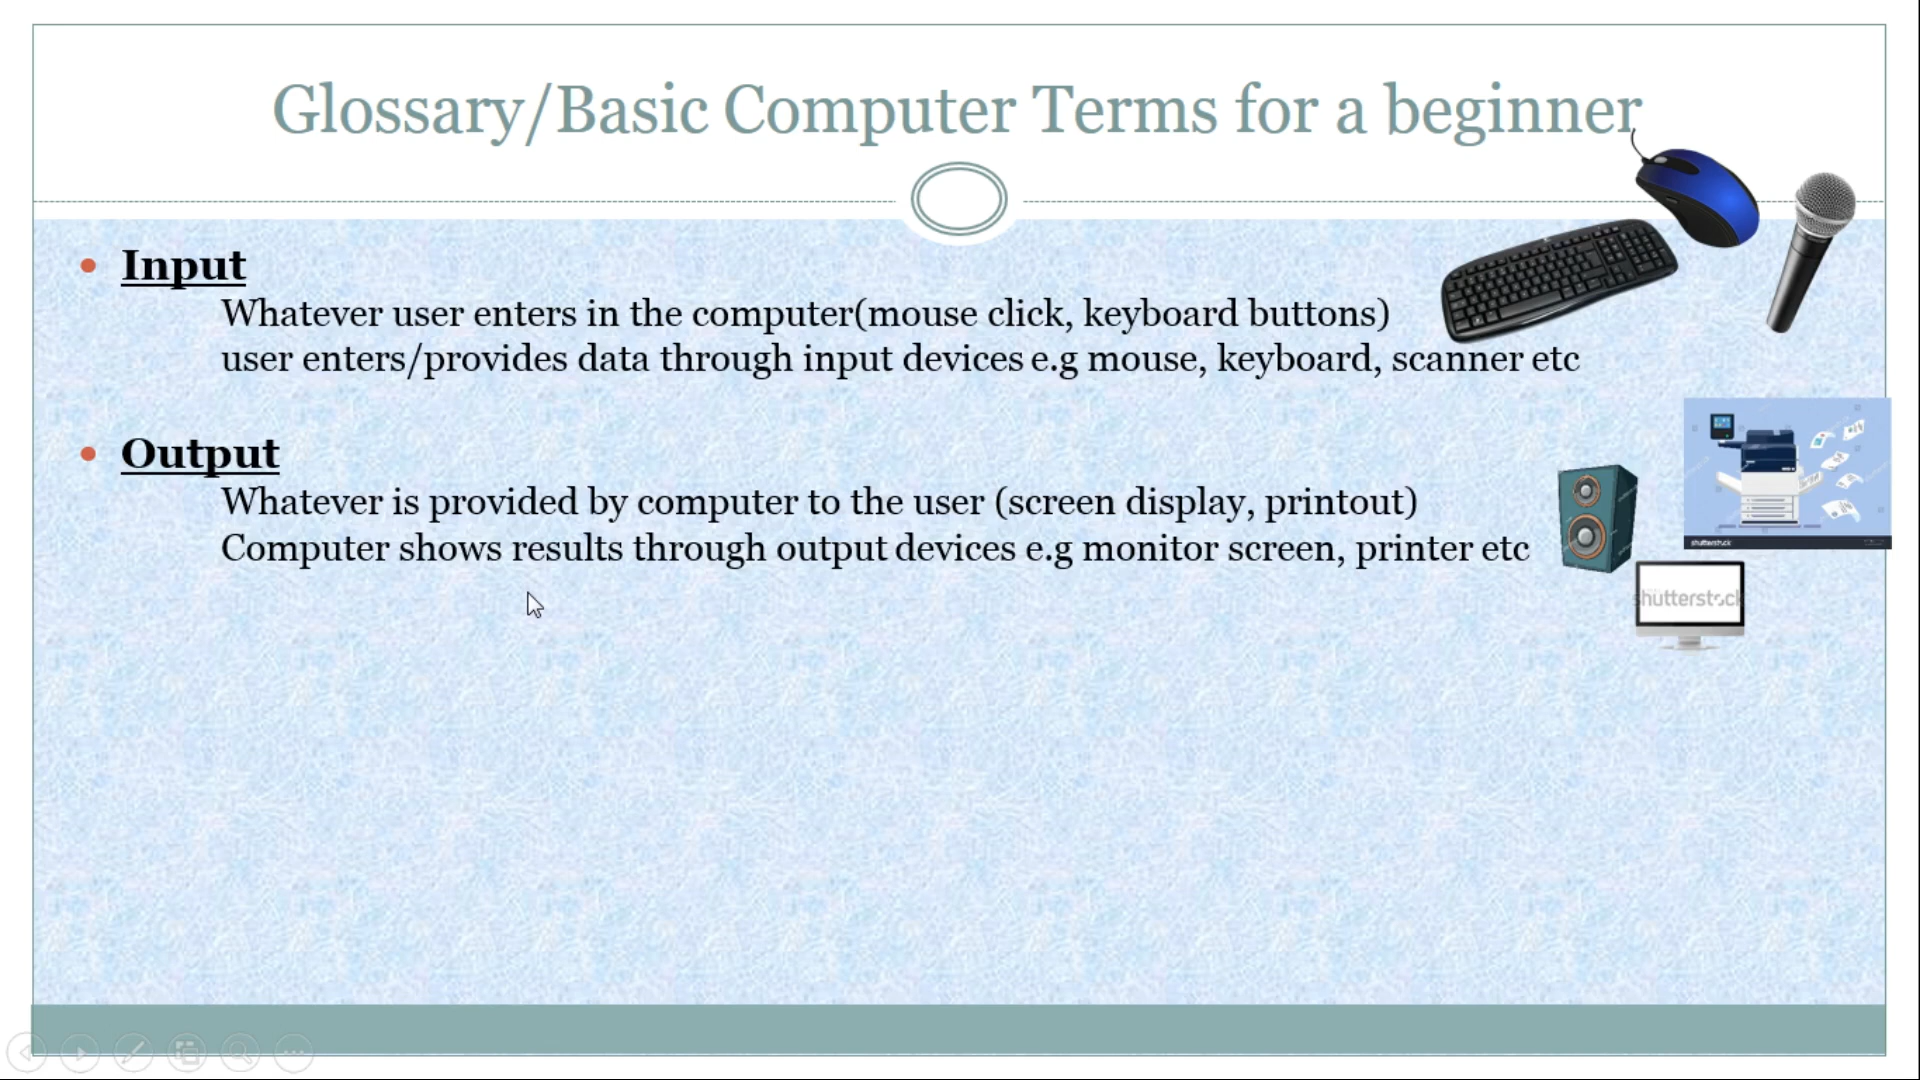 Glossary/Basic Computer Terms for a beginner
Input
Whatever user enters in the computer(mouse click, keyboard buttons)
user enters/provides data through input devices e.g mouse, keyboard, scanner etc
Output
Whatever is provided by computer to the user (screen display, printout)
Computer shows results through output devices e.g monitor screen, printer etc
shutterstock
shutterstock